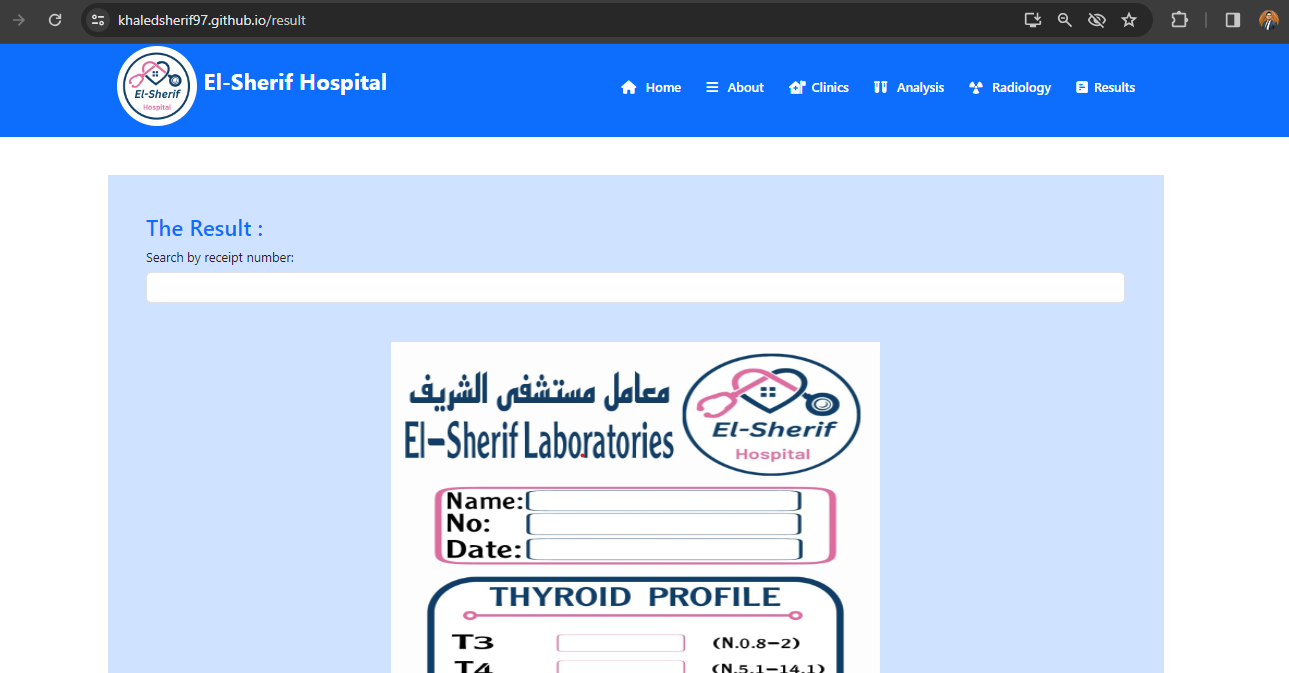 khaledsherif97.github.io/result
El-Sherif
Hospital
El-Sherif Hospital
Home
About
Clinics
Analysis
Radiology
Results
The Result :
Search by receipt number:
معامل مستشفى الشريف
El-Sherif Laboratories
El-Sherif
Hospital
Name:
No:
Date:
THYROID PROFILE
T3 (N.0.8-2)
T4 (N.5.1-14.1)